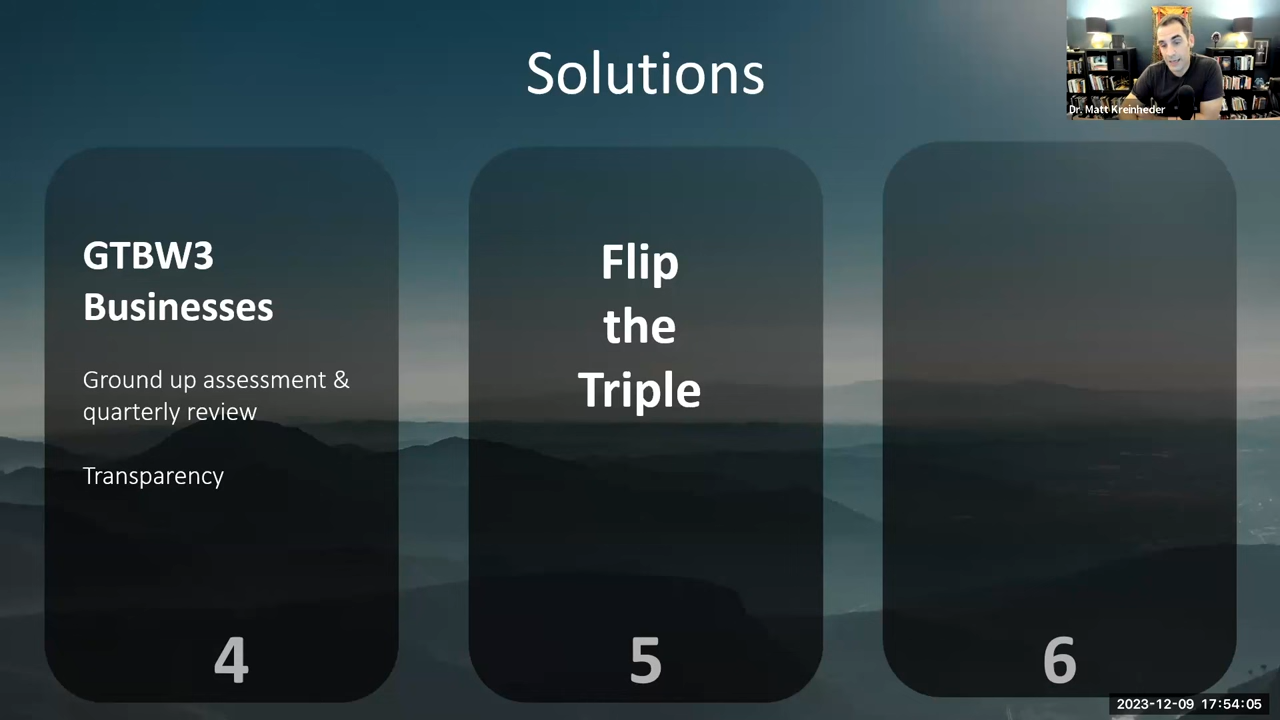 Solutions
Dr. Matt Kreinheder
GTBW3
Businesses
Ground up assessment &
quarterly review
Transparency
4
Flip
the
Triple
5
6
2023-12-09 17:54:05